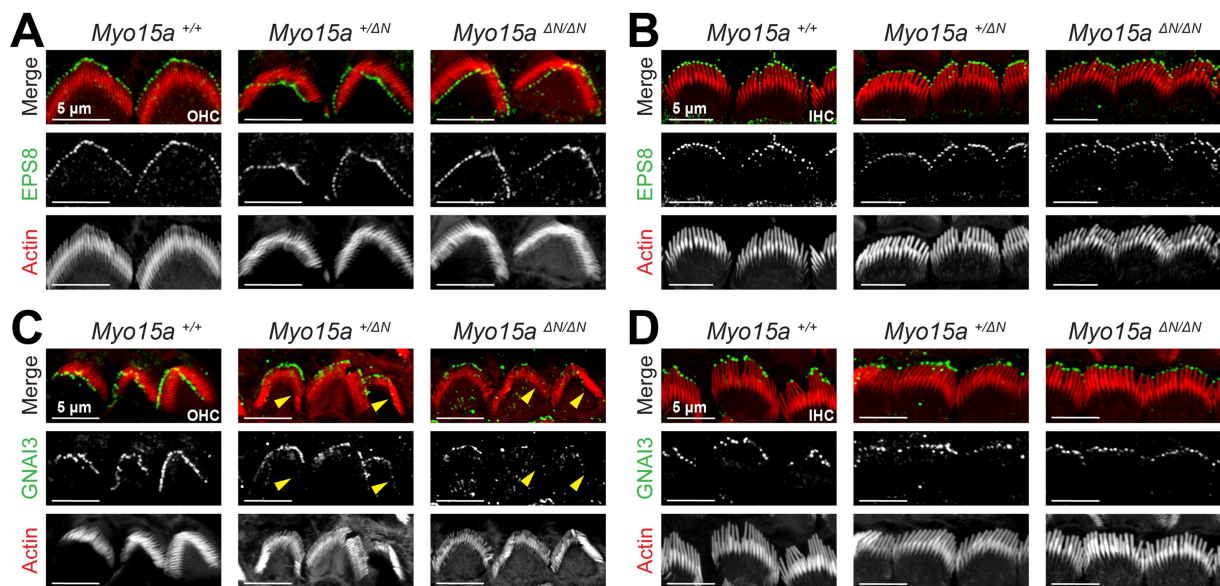 A
Myo15a +/+
Myo15a +/ΔN
Myo15a ΔN/ΔN
Merge
5 µm
OHC
EPS8
Actin
B
Myo15a +/+
Myo15a +/ΔN
Myo15a ΔN/ΔN
Merge
5 µm
IHC
EPS8
Actin
C
Myo15a +/+
Myo15a +/ΔN
Myo15a ΔN/ΔN
Merge
5 µm
OHC
GNAI3
Actin
D
Myo15a +/+
Myo15a +/ΔN
Myo15a ΔN/ΔN
Merge
5 µm
IHC
GNAI3
Actin